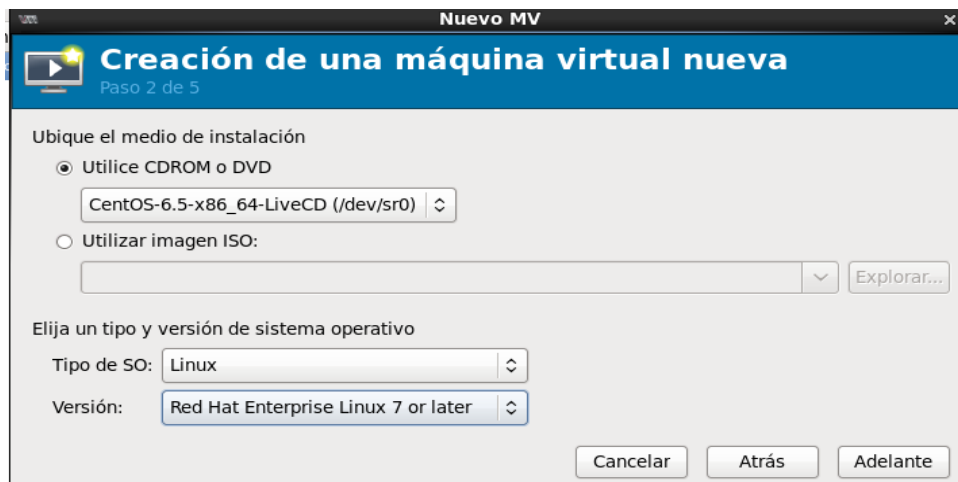 Nuevo MV
Creación de una máquina virtual nueva
Paso 2 de 5
Ubique el medio de instalación
Utilice CDROM o DVD
CentOS-6.5-x86_64-LiveCD (/dev/sr0)
Utilizar imagen ISO:
Explorar...
Elija un tipo y versión de sistema operativo
Tipo de SO: Linux
Versión: Red Hat Enterprise Linux 7 or later
Cancelar Atrás Adelante